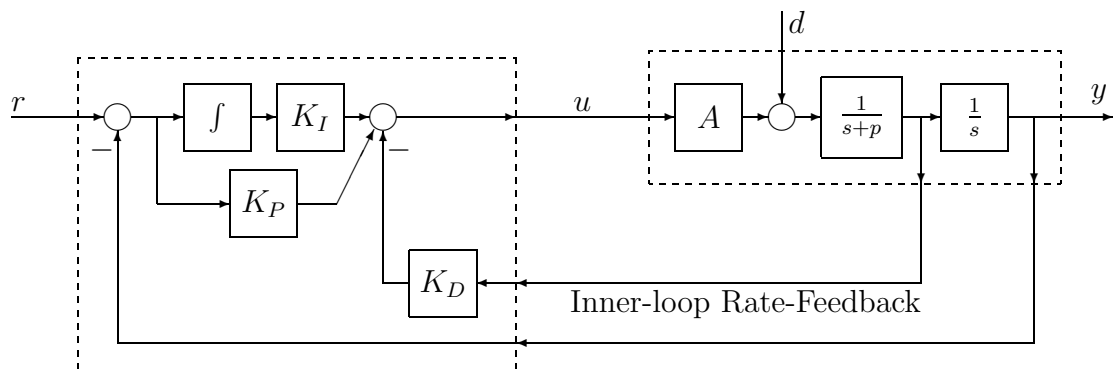 d
r
∫
K_I
u
A
1/(s+p)
1/s
y
−
−
K_P
K_D
Inner-loop Rate-Feedback